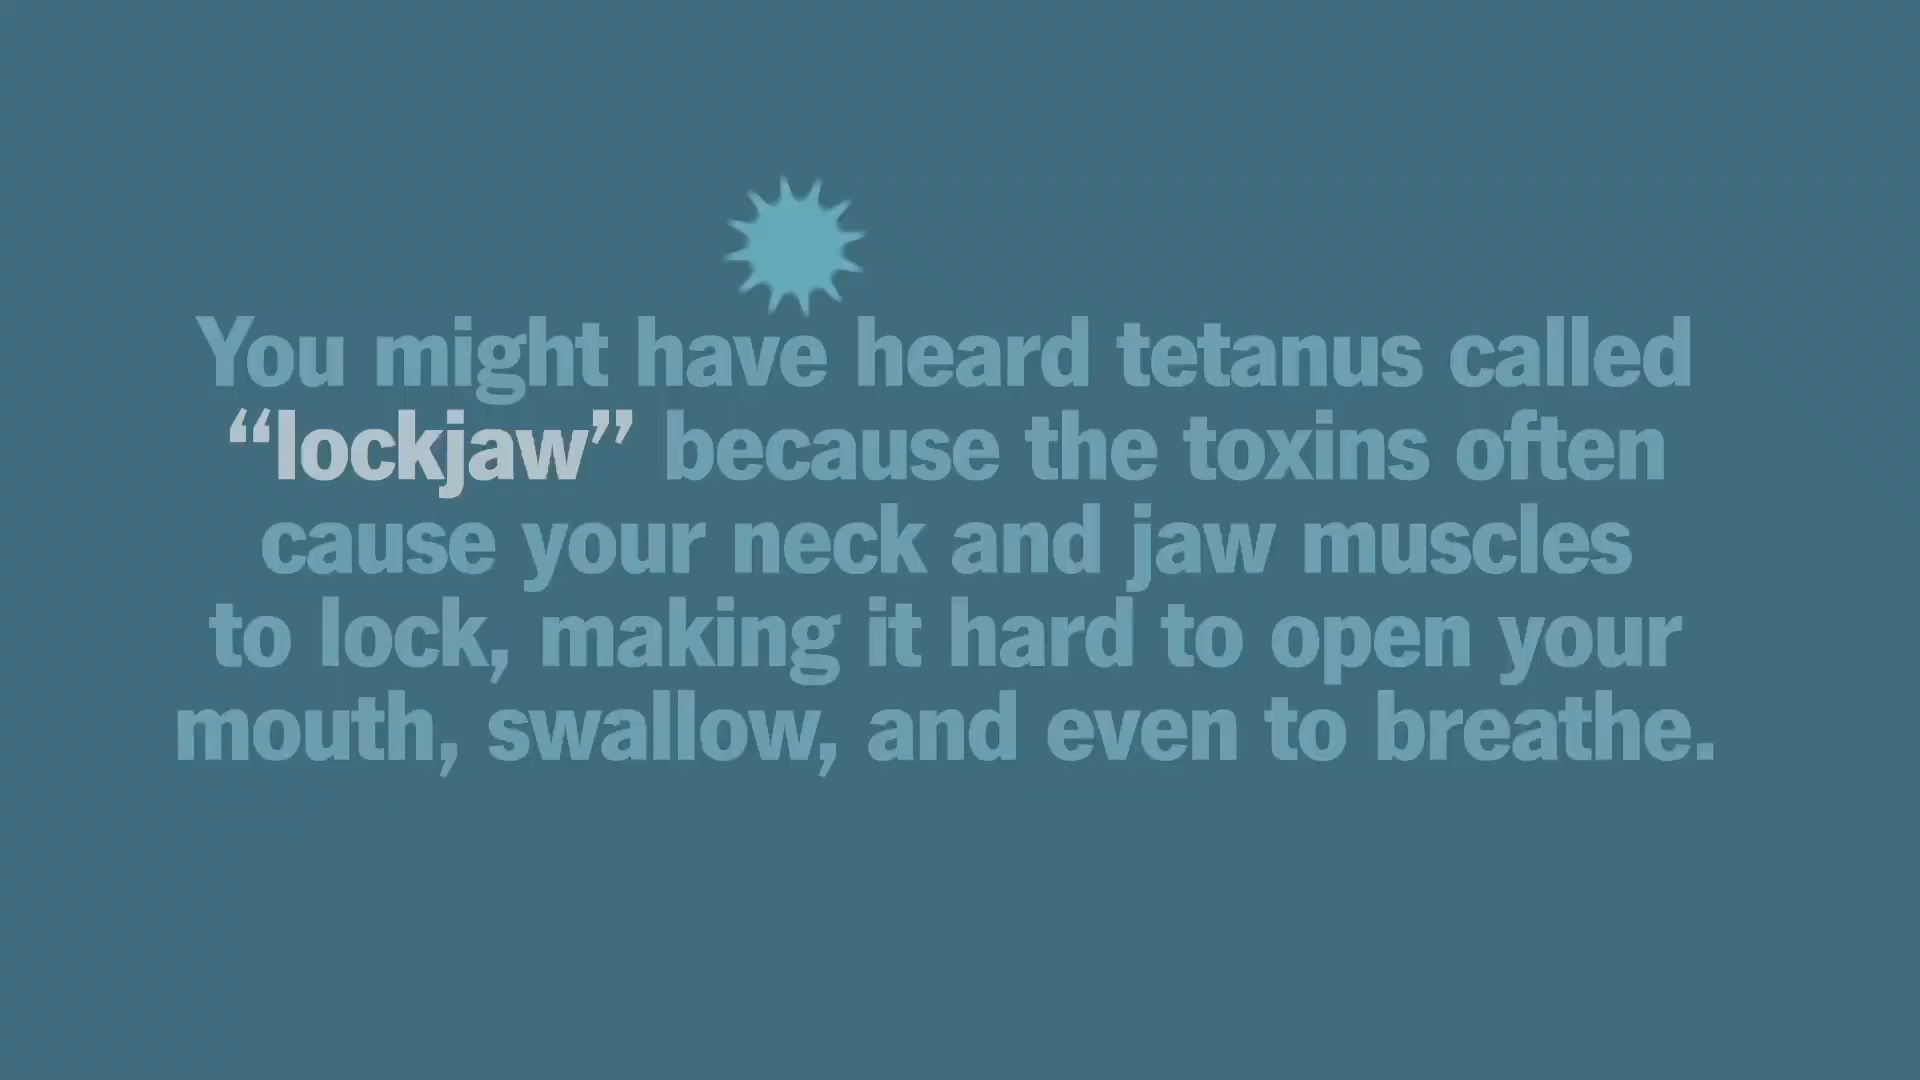 You might have heard tetanus called
“lockjaw” because the toxins often
cause your neck and jaw muscles
to lock, making it hard to open your
mouth, swallow, and even to breathe.